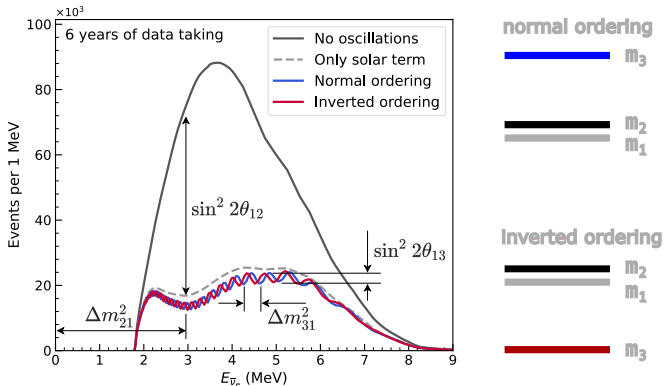 ×10³
6 years of data taking
No oscillations
Only solar term
Normal ordering
Inverted ordering
Events per 1 MeV
100
80
60
40
20
0
sin² 2θ₁₂
sin² 2θ₁₃
Δm²₂₁
Δm²₃₁
0 1 2 3 4 5 6 7 8 9
E_ν̄ₑ (MeV)
normal ordering
m₃
m₂
m₁
Inverted ordering
m₂
m₁
m₃